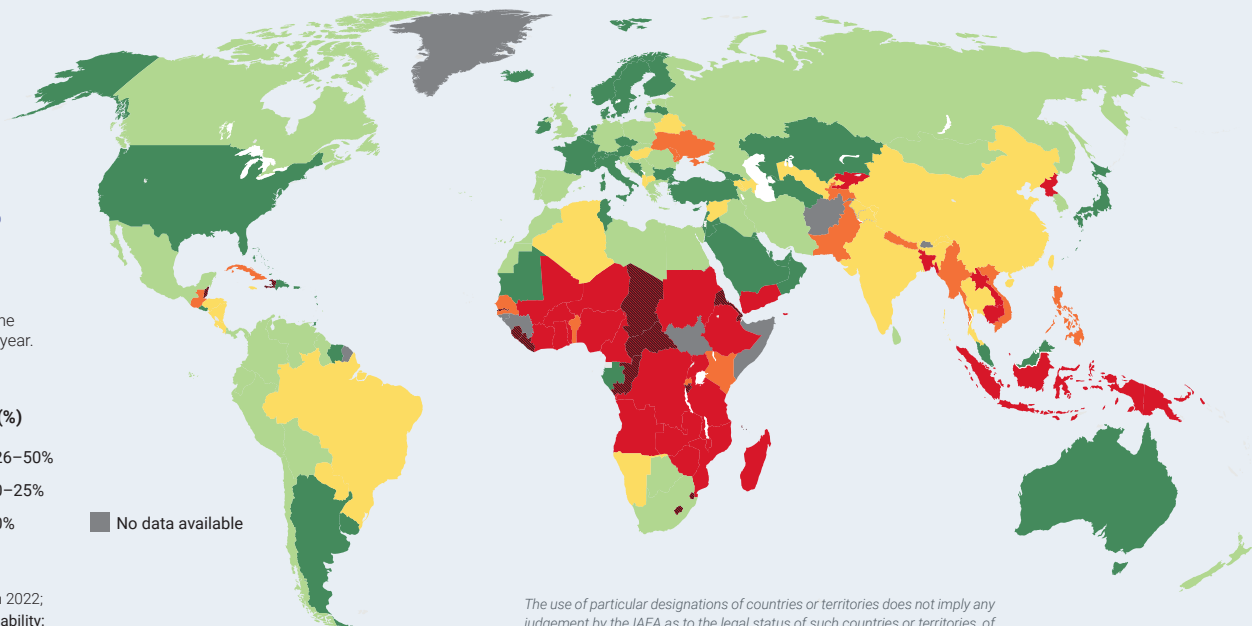 the
year.
(%)
26–50%
0–25%
0%
No data available
2022;
ability:
The use of particular designations of countries or territories does not imply any
judgement by the IAEA as to the legal status of such countries or territories, of